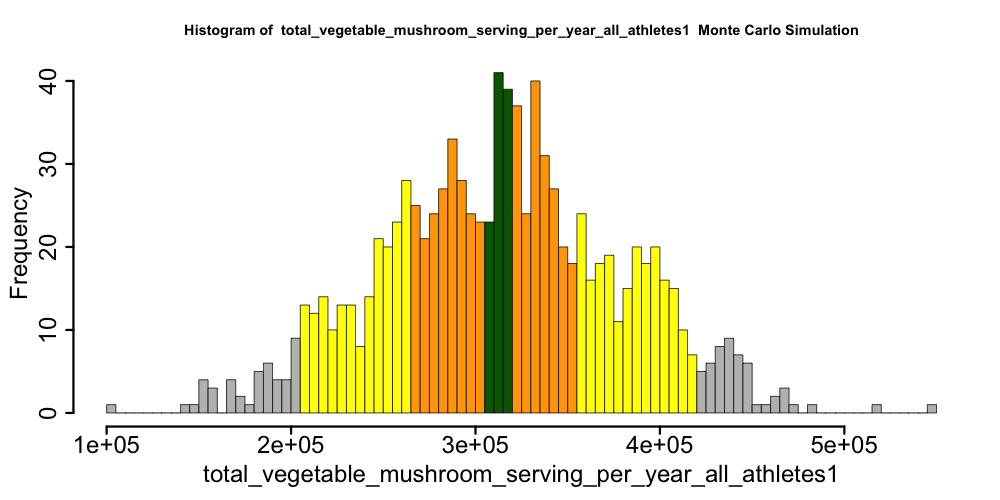 Histogram of  total_vegetable_mushroom_serving_per_year_all_athletes1  Monte Carlo Simulation
Frequency
40
30
20
10
0
1e+05 2e+05 3e+05 4e+05 5e+05
total_vegetable_mushroom_serving_per_year_all_athletes1